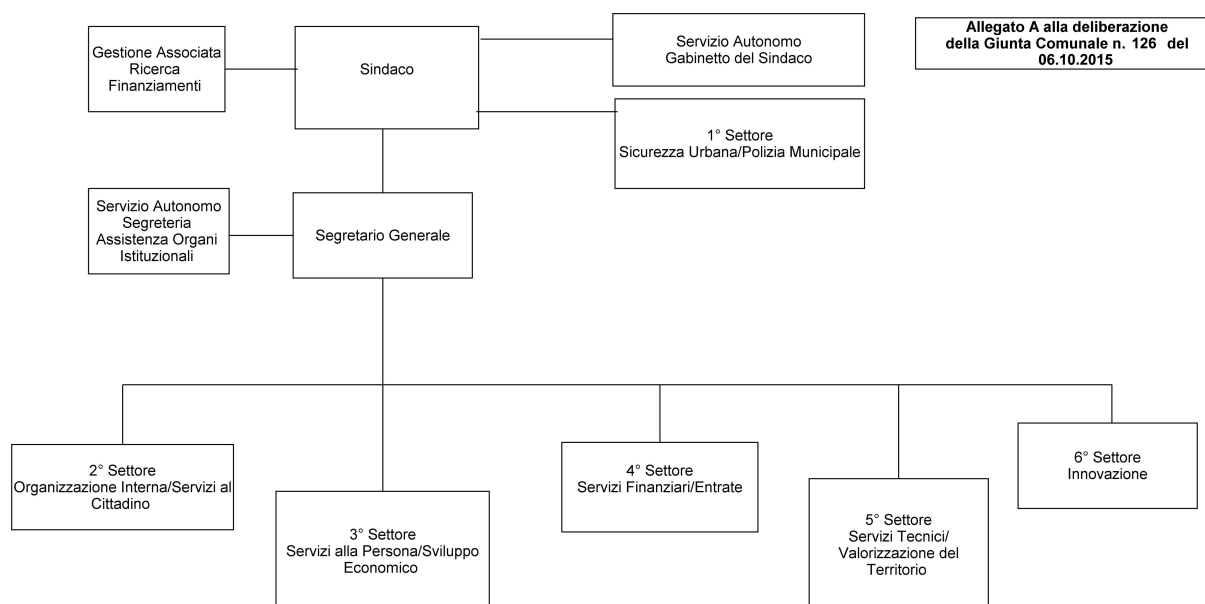 Gestione Associata
Ricerca
Finanziamenti
Sindaco
Servizio Autonomo
Gabinetto del Sindaco
Allegato A alla deliberazione
della Giunta Comunale n. 126 del
06.10.2015
1° Settore
Sicurezza Urbana/Polizia Municipale
Servizio Autonomo
Segreteria
Assistenza Organi
Istituzionali
Segretario Generale
2° Settore
Organizzazione Interna/Servizi al
Cittadino
3° Settore
Servizi alla Persona/Sviluppo
Economico
4° Settore
Servizi Finanziari/Entrate
5° Settore
Servizi Tecnici/
Valorizzazione del
Territorio
6° Settore
Innovazione